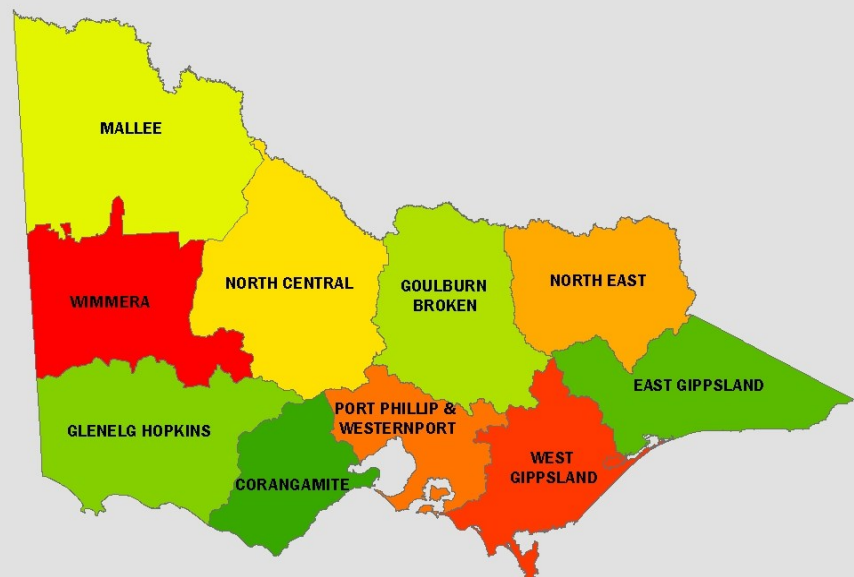 MALLEE
WIMMERA
NORTH CENTRAL
GOULBURN
BROKEN
NORTH EAST
EAST GIPPSLAND
GLENELG HOPKINS
CORANGAMITE
PORT PHILLIP &
WESTERNPORT
WEST
GIPPSLAND